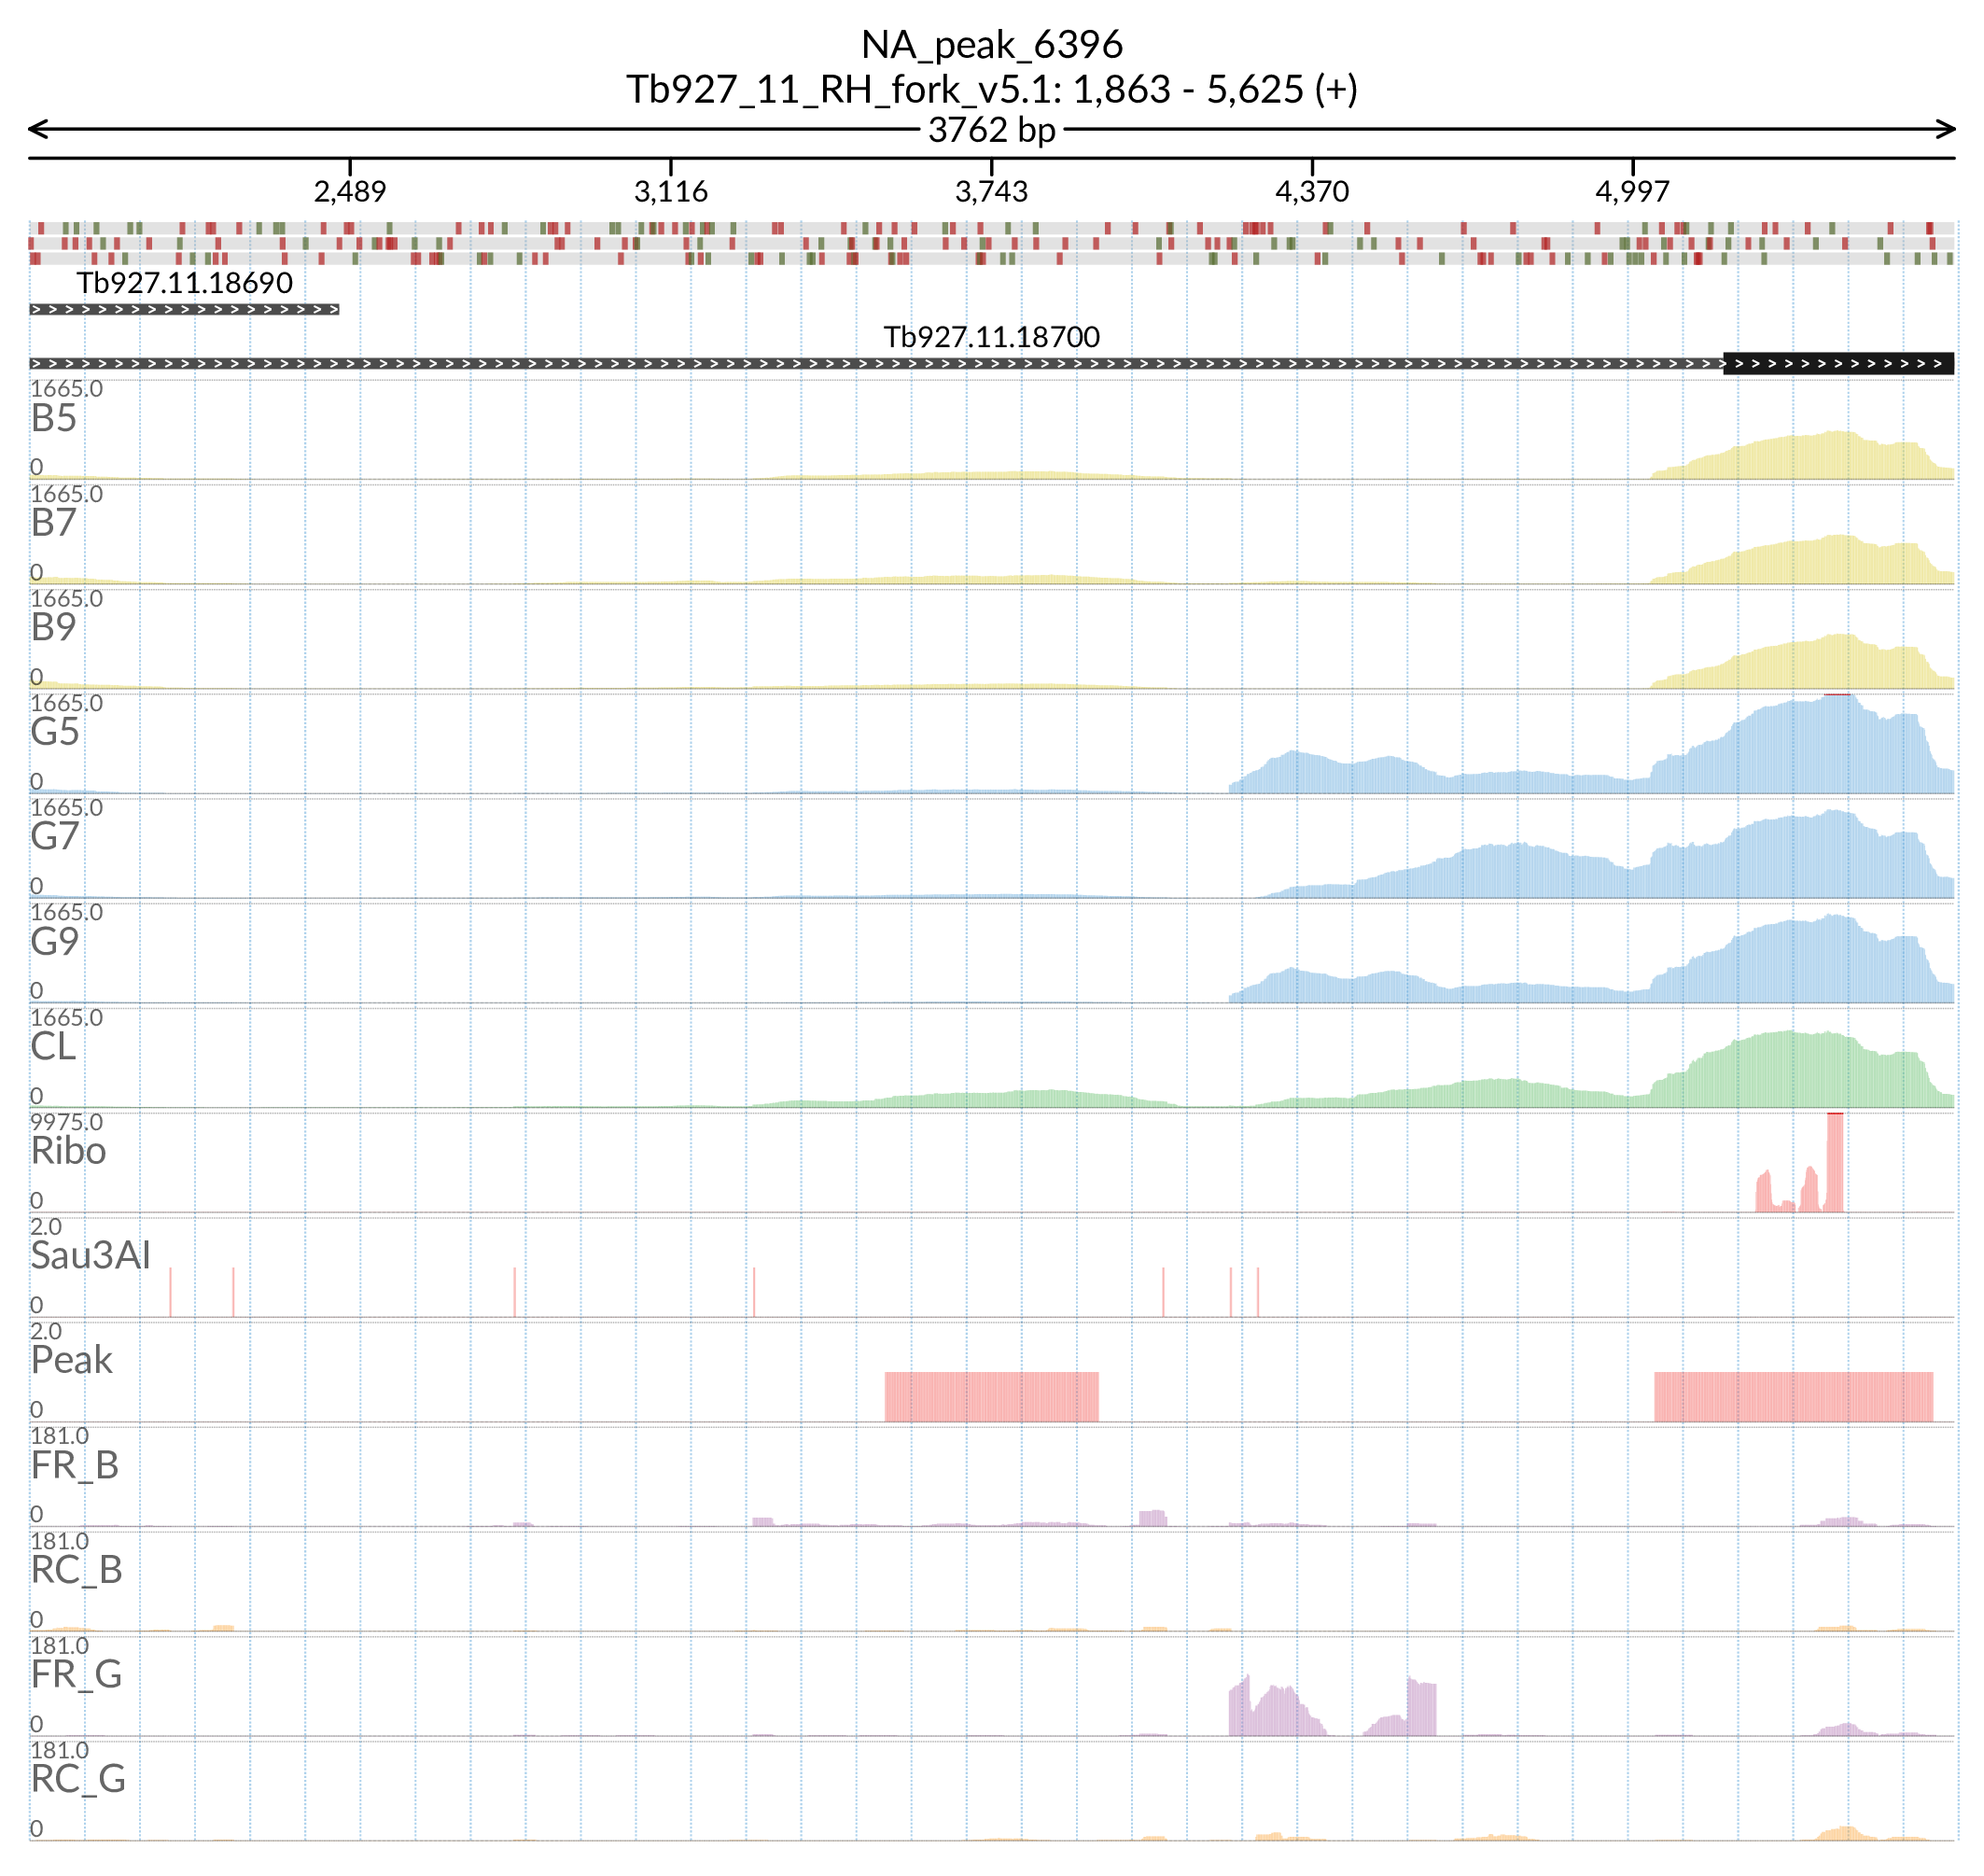 NA_peak_6396
Tb927_11_RH_fork_v5.1: 1,863 - 5,625 (+)
3762 bp
2,489 3,116 3,743 4,370 4,997
Tb927.11.18690
Tb927.11.18700
1665.0
B5
0
1665.0
B7
0
1665.0
B9
0
1665.0
G5
0
1665.0
G7
0
1665.0
G9
0
1665.0
CL
0
9975.0
Ribo
0
2.0
Sau3AI
0
2.0
Peak
0
181.0
FR_B
0
181.0
RC_B
0
181.0
FR_G
0
181.0
RC_G
0